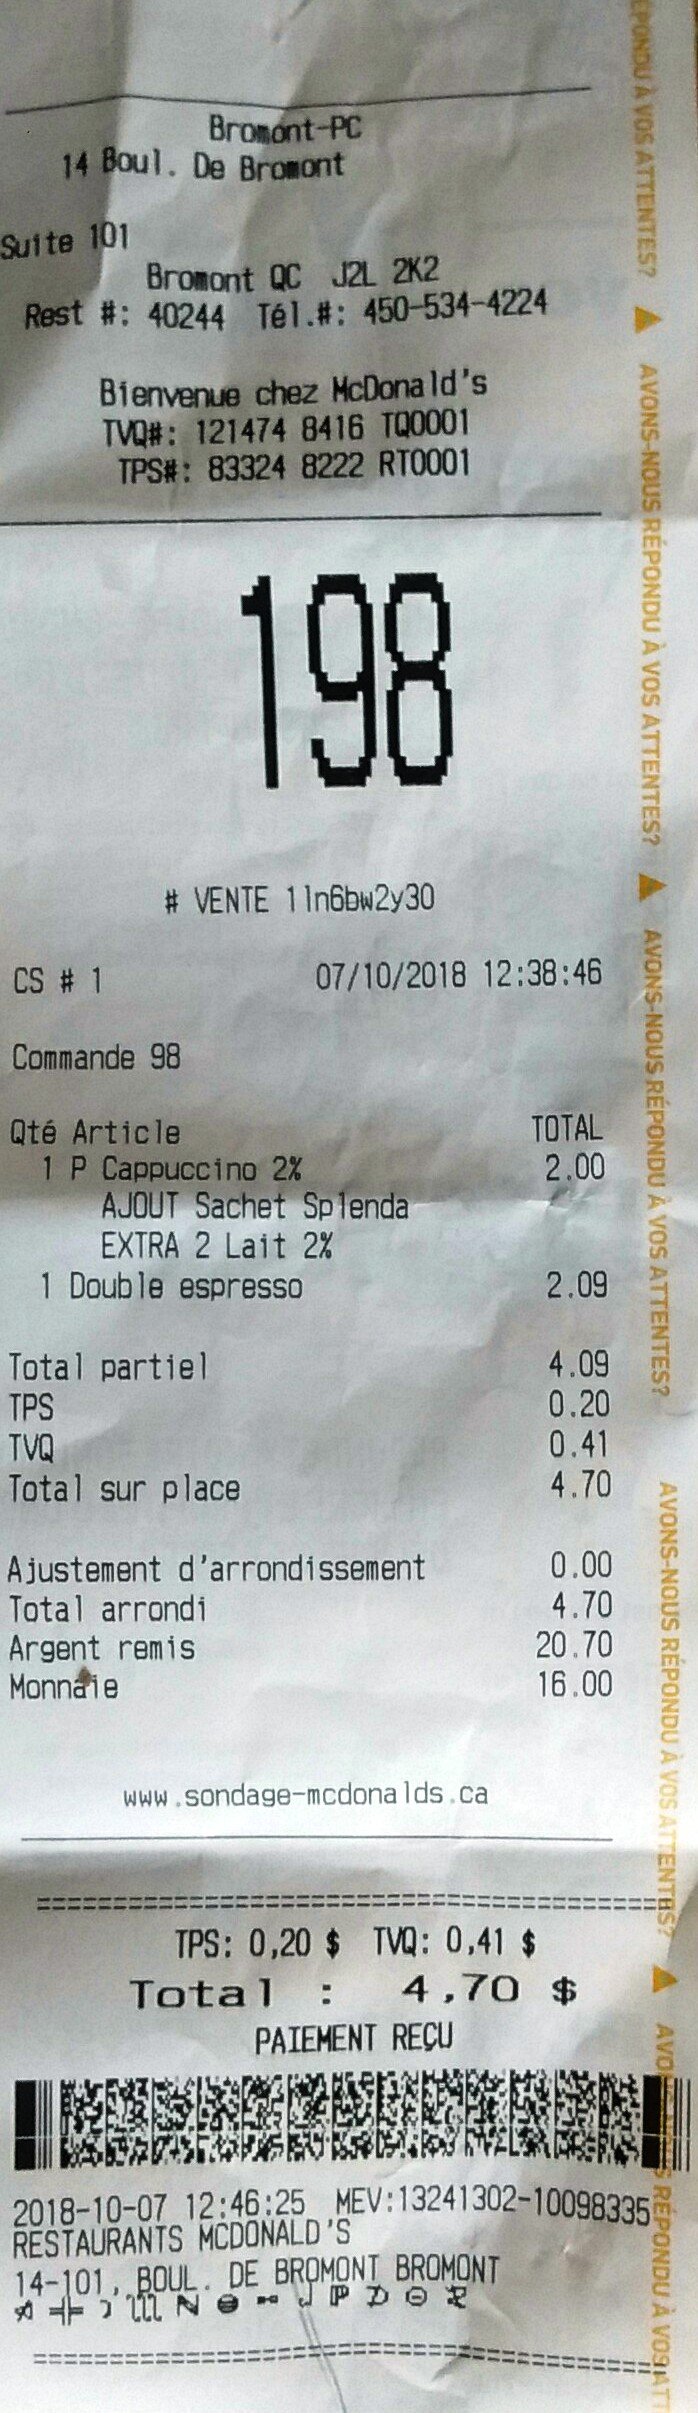 Bromont-PC
14 Boul. De Bromont
Suite 101
Bromont QC J2L 2K2
Rest #: 40244 Tél.#: 450-534-4224
Bienvenue chez McDonald's
TVQ#: 121474 8416 TQ0001
TPS#: 83324 8222 RT0001
198
# VENTE 11n6bw2y30
CS # 1 07/10/2018 12:38:46
Commande 98
Qté Article TOTAL
1 P Cappuccino 2% 2.00
AJOUT Sachet Splenda
EXTRA 2 Lait 2%
1 Double espresso 2.09
Total partiel 4.09
TPS 0.20
TVQ 0.41
Total sur place 4.70
Ajustement d'arrondissement 0.00
Total arrondi 4.70
Argent remis 20.70
Monnaie 16.00
www.sondage-mcdonalds.ca
TPS: 0,20 $ TVQ: 0,41 $
Total : 4,70 $
PAIEMENT REÇU
2018-10-07 12:46:25 MEV:13241302-10098335
RESTAURANTS MCDONALD'S
14-101, BOUL. DE BROMONT BROMONT
À VOS ATTENTES?
AVONS-NOUS RÉPONDU À VOS ATTENTES?
AVONS-NOUS RÉPONDU À VOS ATTENTES?
AVONS-NOUS RÉPONDU À VOS ATTENTES?
RÉPONDU À VOS